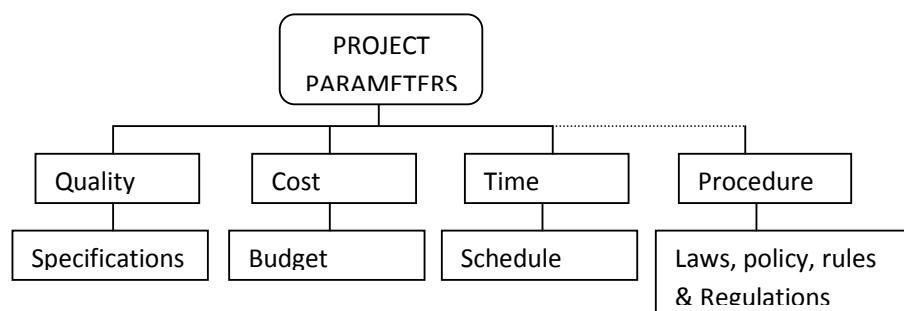 PROJECT
PARAMETERS
Quality
Cost
Time
Procedure
Specifications
Budget
Schedule
Laws, policy, rules
& Regulations